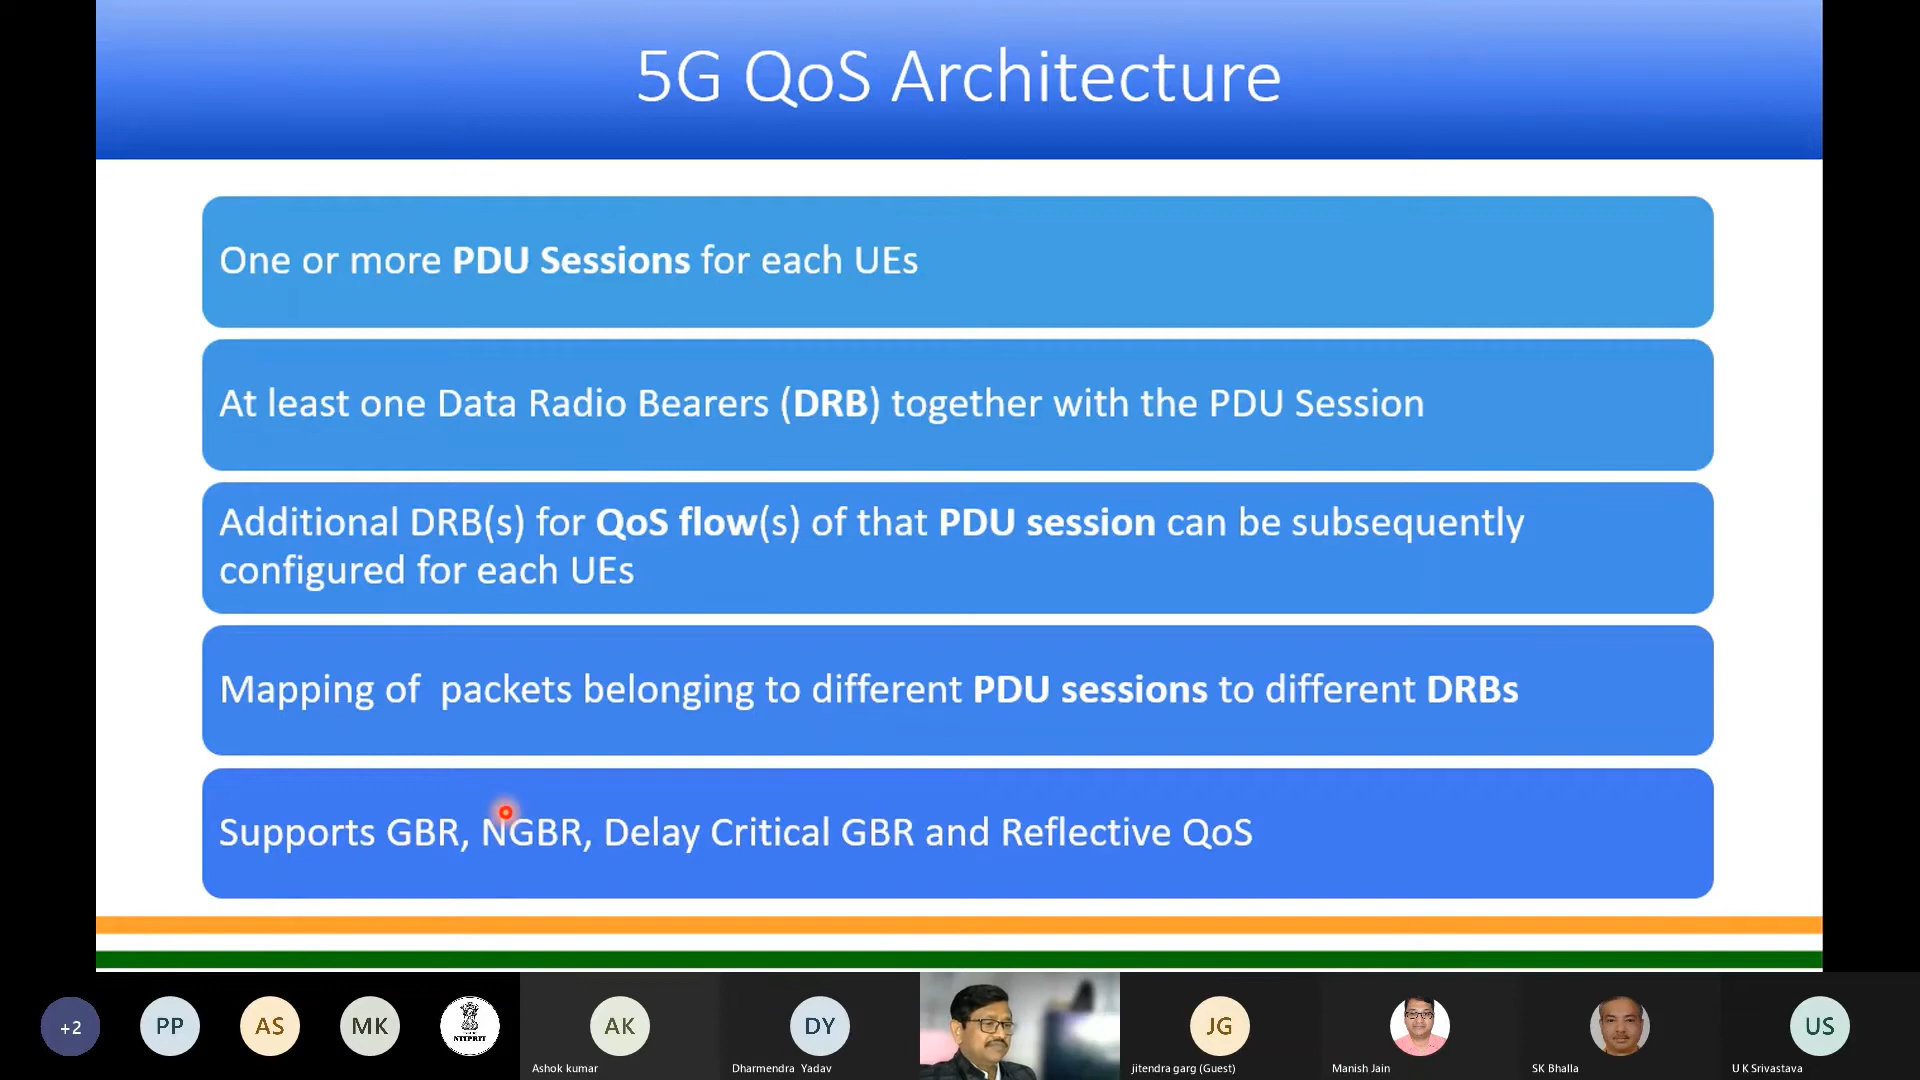 5G QoS Architecture
One or more PDU Sessions for each UEs
At least one Data Radio Bearers (DRB) together with the PDU Session
Additional DRB(s) for QoS flow(s) of that PDU session can be subsequently
configured for each UEs
Mapping of  packets belonging to different PDU sessions to different DRBs
Supports GBR, NGBR, Delay Critical GBR and Reflective QoS
+2
PP
AS
MK
NTIPRIT
AK
Ashok kumar
DY
Dharmendra Yadav
JG
jitendra garg (Guest)
Manish Jain
SK Bhalla
US
U K Srivastava